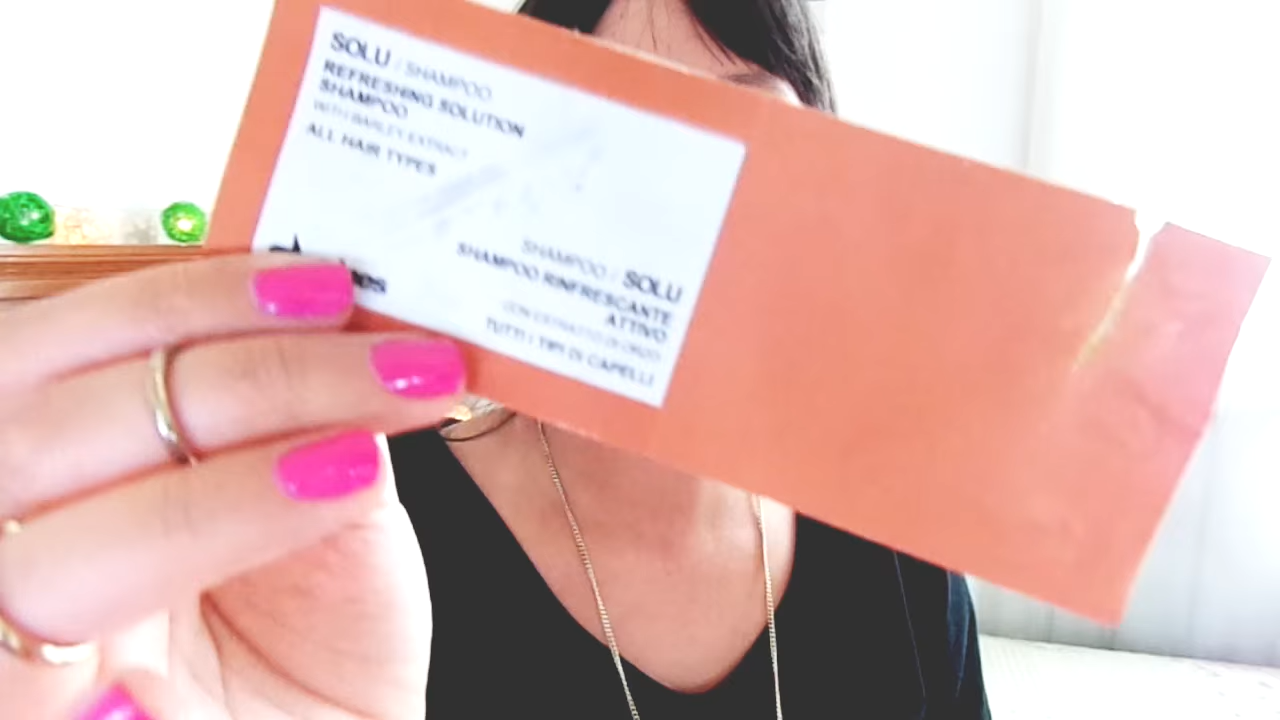 SOLU / SHAMPOO
REFRESHING SOLUTION
SHAMPOO
WITH BARLEY EXTRACT
ALL HAIR TYPES
SHAMPOO / SOLU
SHAMPOO RINFRESCANTE
ATTIVO
CON ESTRATTO DI ORZO
TUTTI I TIPI DI CAPELLI